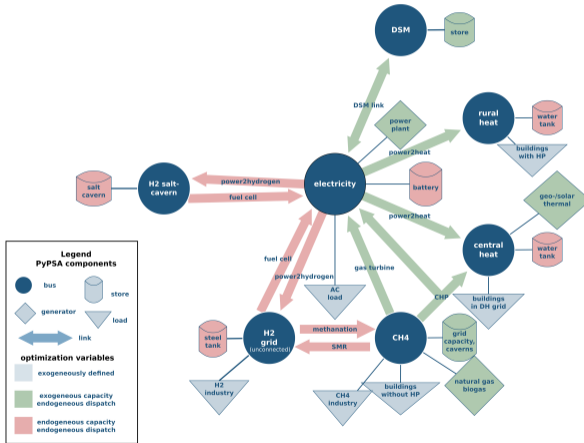 DSM
store
DSM link
power
plant
rural
heat
water
tank
power2heat
buildings
with HP
salt
cavern
H2 salt-
cavern
power2hydrogen
fuel cell
electricity
battery
geo-/solar
thermal
power2heat
central
heat
water
tank
fuel cell
power2hydrogen
gas turbine
CHP
AC
load
buildings
in DH grid
steel
tank
H2
grid
(unconnected)
methanation
SMR
CH4
grid
capacity,
caverns
H2
industry
CH4
industry
buildings
without HP
natural gas
biogas
Legend
PyPSA components
bus
store
generator
load
link
optimization variables
exogeneously defined
exogeneous capacity
endogeneous dispatch
endogeneous capacity
endogeneous dispatch